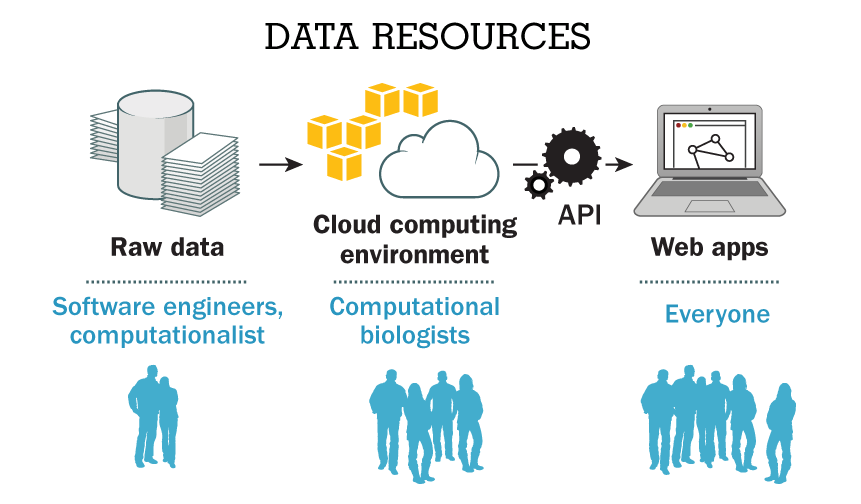 DATA RESOURCES
Raw data
Cloud computing
environment
API
Web apps
Software engineers,
computationalist
Computational
biologists
Everyone